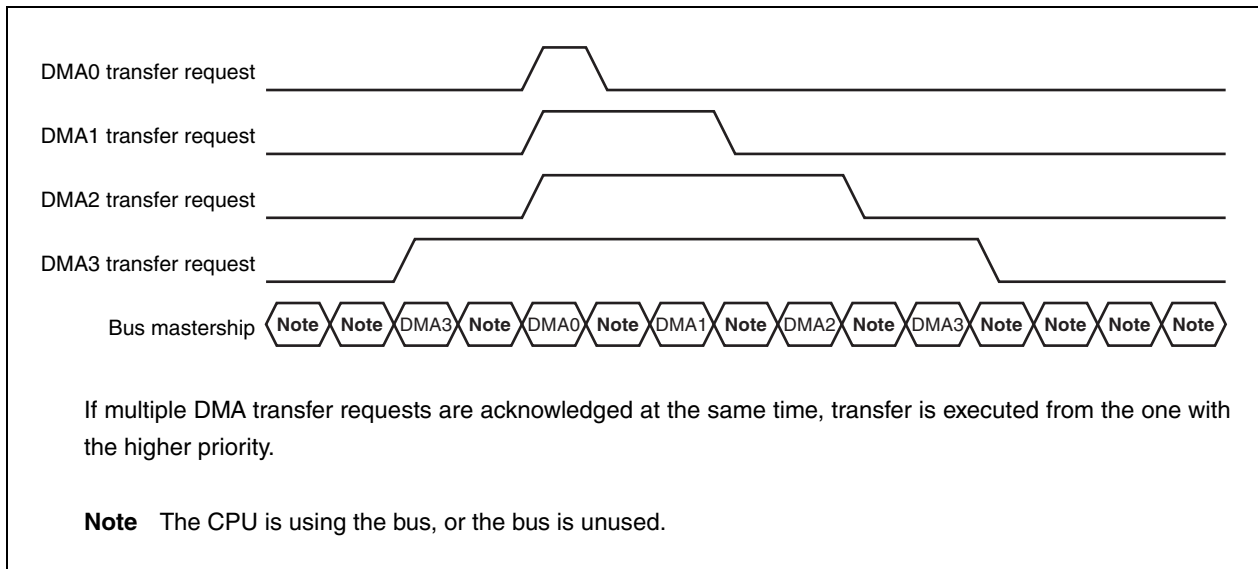 DMA0 transfer request
DMA1 transfer request
DMA2 transfer request
DMA3 transfer request
Bus mastership Note Note DMA3 Note DMA0 Note DMA1 Note DMA2 Note DMA3 Note Note Note Note
If multiple DMA transfer requests are acknowledged at the same time, transfer is executed from the one with
the higher priority.
Note The CPU is using the bus, or the bus is unused.